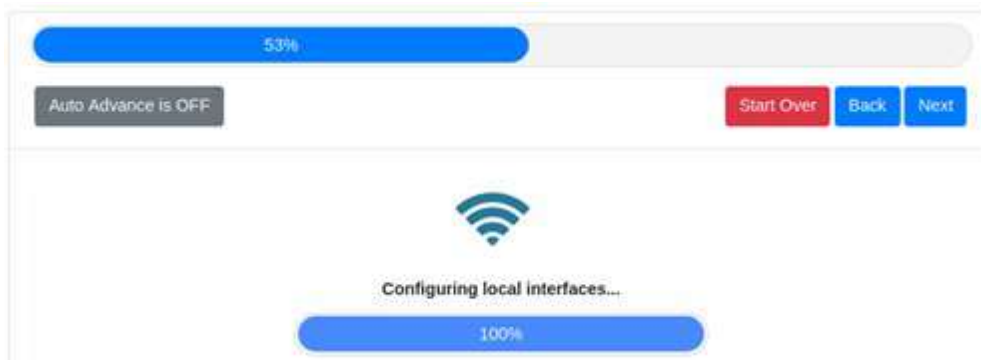 53%
Auto Advance is OFF Start Over Back Next
Configuring local interfaces...
100%